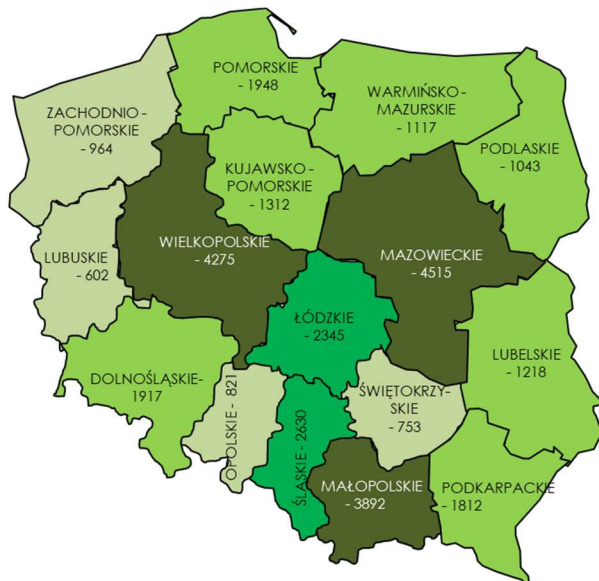 POMORSKIE
- 1948
WARMIŃSKO-
MAZURSKIE
- 1117
ZACHODNIO-
POMORSKIE
- 964
PODLASKIE
- 1043
KUJAWSKO-
POMORSKIE
- 1312
WIELKOPOLSKIE
- 4275
MAZOWIECKIE
- 4515
LUBUSKIE
- 602
ŁÓDZKIE
- 2345
LUBELSKIE
- 1218
DOLNOŚLĄSKIE-
1917
OPOLSKIE - 821
ŚLĄSKIE - 2630
ŚWIĘTOKRZY-
SKIE
- 753
MAŁOPOLSKIE
- 3892
PODKARPACKIE
- 1812